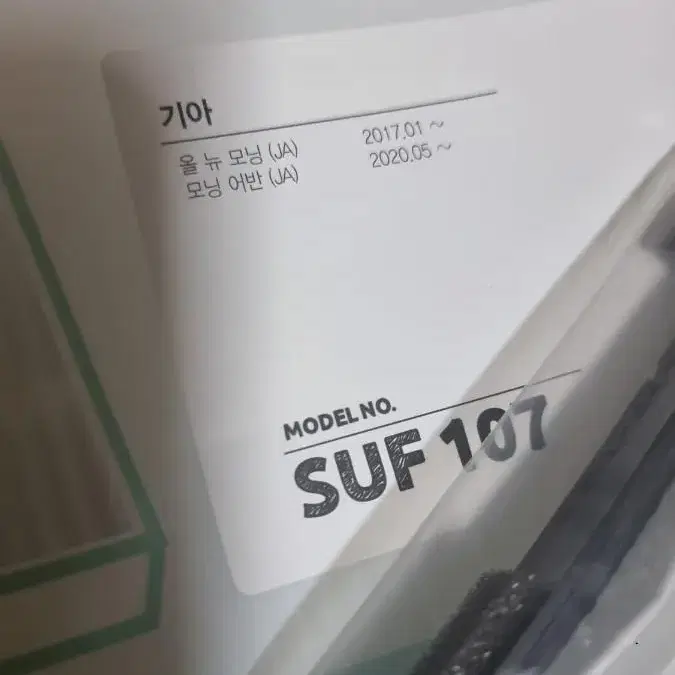 기아
올 뉴 모닝 (JA) 2017.01 ~
모닝 어반 (JA) 2020.05 ~
MODEL NO.
SUF 107